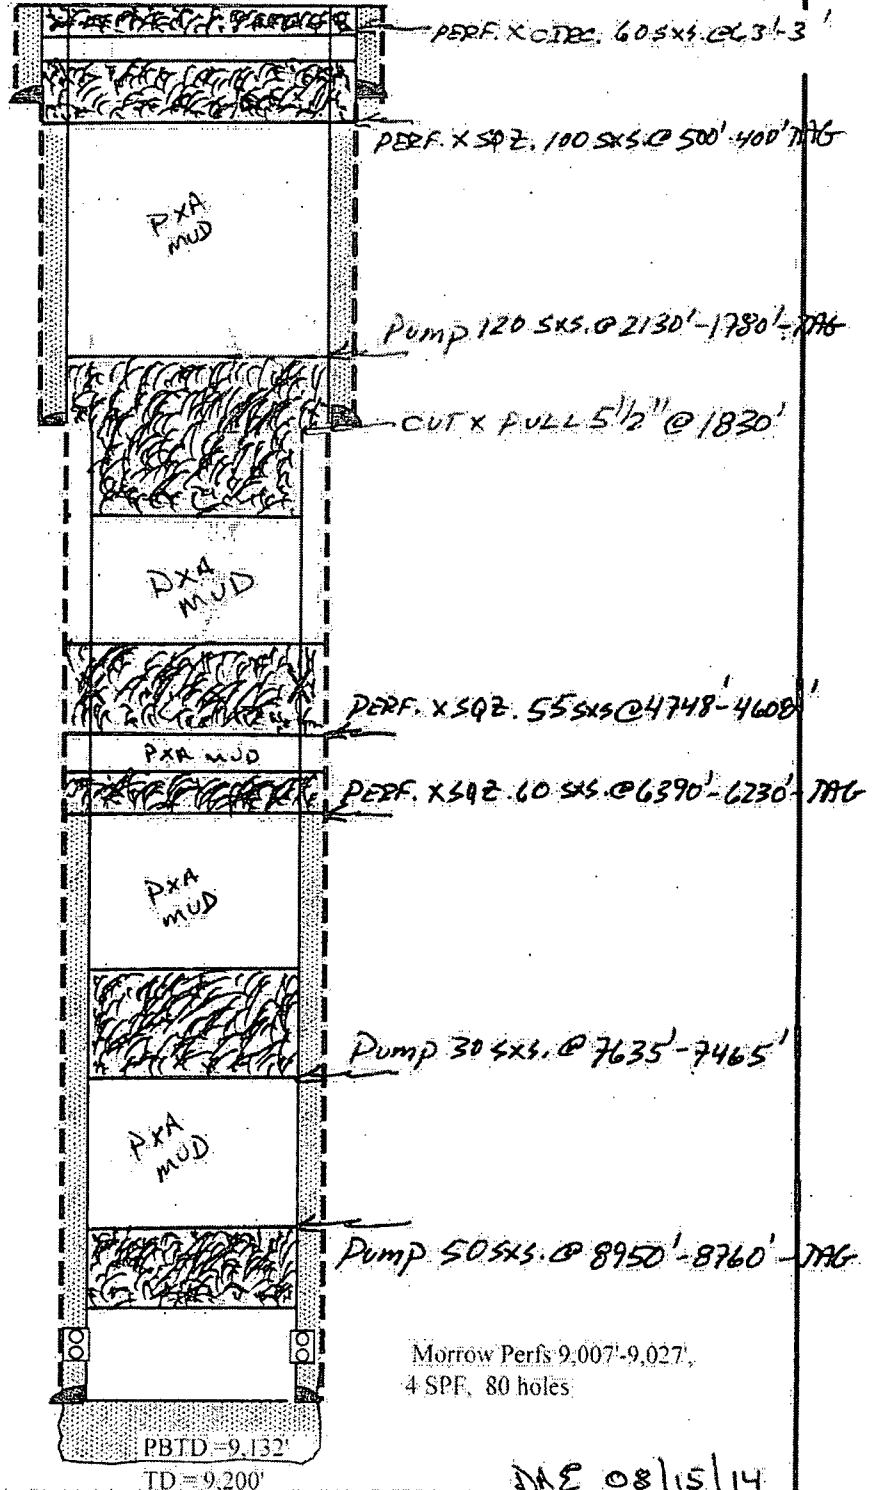 PERF. X CIRC. 60 SXS. @ 63'-3'
PERF. X SQZ. 100 SXS. @ 500'-400' TAG
PXA
MUD
Pump 120 SXS. @ 2130'-1780'-TAG
CUT X PULL 5 1/2" @ 1830'
PXA
MUD
PERF. X SQZ. 55 SXS @ 4748'-4608'
PXA MUD
PERF. X SQZ. 60 SXS. @ 6390'-6230'-TAG
PXA
MUD
Pump 30 SXS. @ 7635'-7465'
PXA
MUD
Pump 50 SXS. @ 8950'-8760'-TAG
Morrow Perfs 9,007'-9,027',
4 SPF, 80 holes
PBTD = 9,132'
TD = 9,200'
DAE 08/15/14